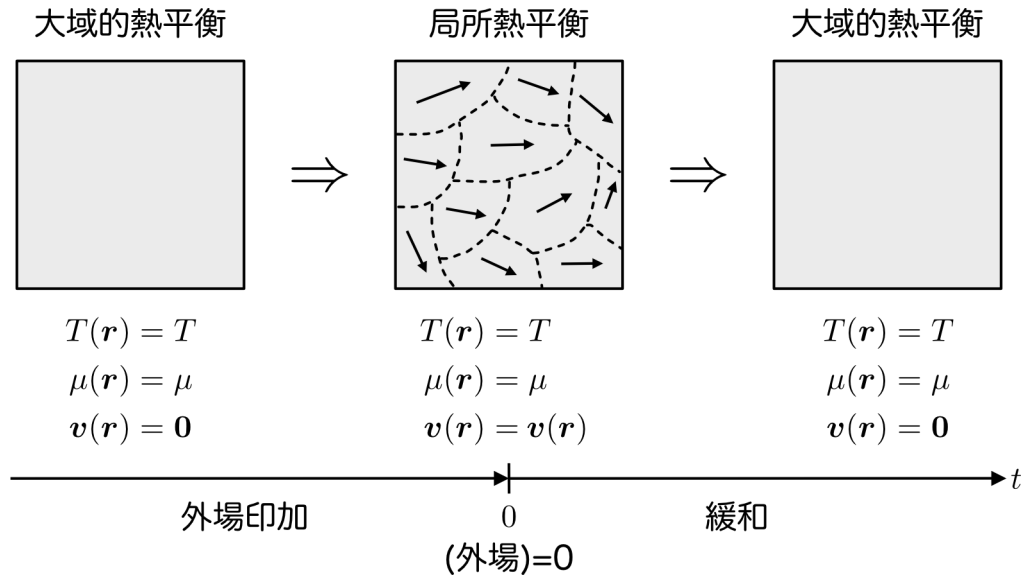 大域的熱平衡
局所熱平衡
大域的熱平衡
⇒
⇒
T(r) = T
μ(r) = μ
v(r) = 0
T(r) = T
μ(r) = μ
v(r) = v(r)
T(r) = T
μ(r) = μ
v(r) = 0
t
外場印加
0
緩和
(外場)=0